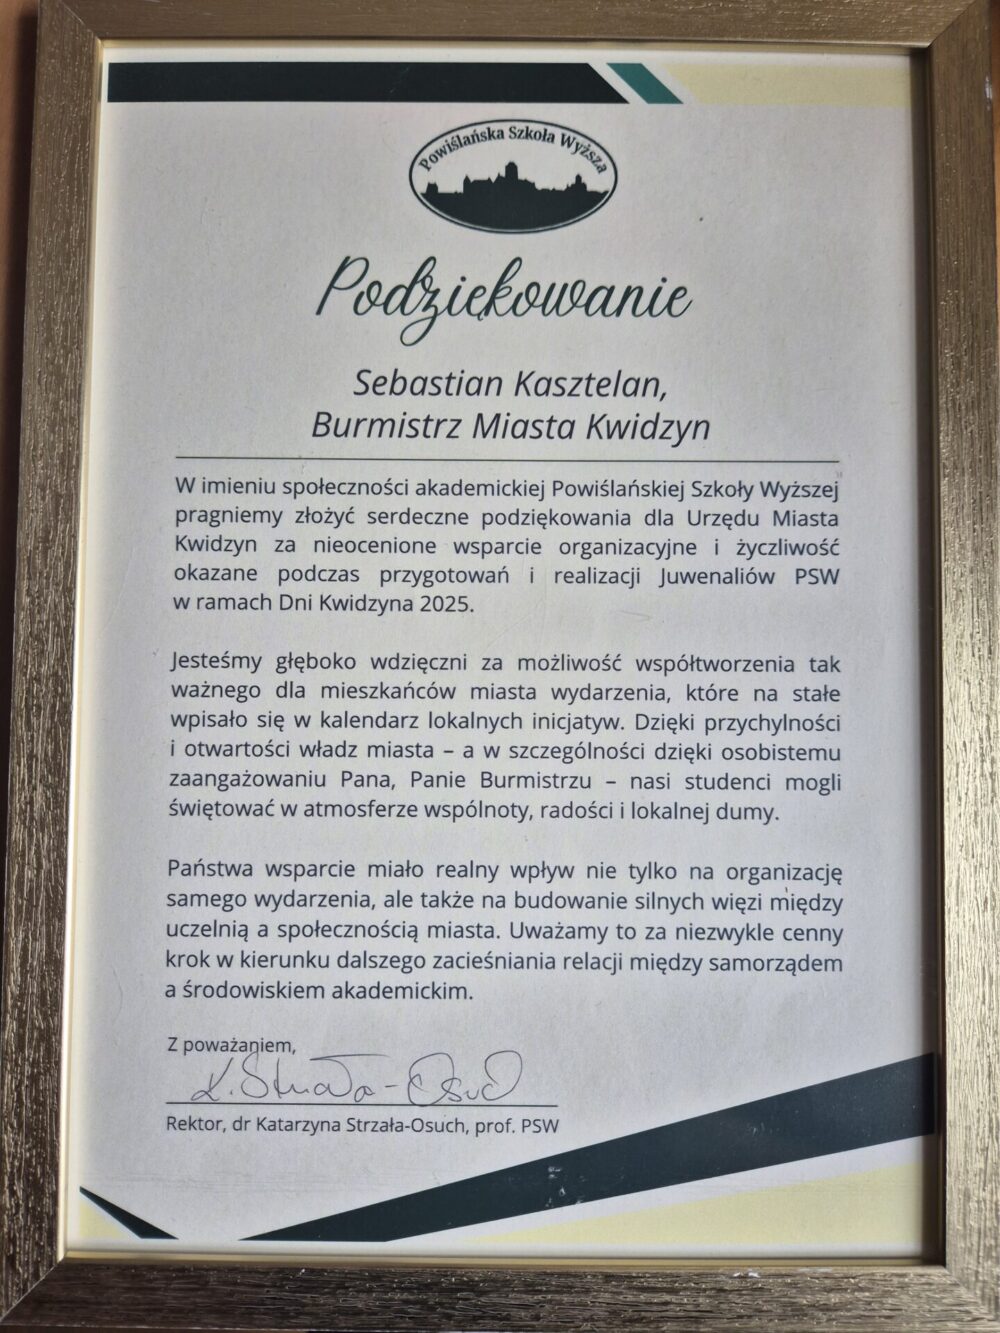 Powiślańska Szkoła Wyższa
Podziękowanie
Sebastian Kasztelan,
Burmistrz Miasta Kwidzyn
W imieniu społeczności akademickiej Powiślańskiej Szkoły Wyższej
pragniemy złożyć serdeczne podziękowania dla Urzędu Miasta
Kwidzyn za nieocenione wsparcie organizacyjne i życzliwość
okazane podczas przygotowań i realizacji Juwenaliów PSW
w ramach Dni Kwidzyna 2025.
Jesteśmy głęboko wdzięczni za możliwość współtworzenia tak
ważnego dla mieszkańców miasta wydarzenia, które na stałe
wpisało się w kalendarz lokalnych inicjatyw. Dzięki przychylności
i otwartości władz miasta – a w szczególności dzięki osobistemu
zaangażowaniu Pana, Panie Burmistrzu – nasi studenci mogli
świętować w atmosferze wspólnoty, radości i lokalnej dumy.
Państwa wsparcie miało realny wpływ nie tylko na organizację
samego wydarzenia, ale także na budowanie silnych więzi między
uczelnią a społecznością miasta. Uważamy to za niezwykle cenny
krok w kierunku dalszego zacieśniania relacji między samorządem
a środowiskiem akademickim.
Z poważaniem,
K. Strzała-Osuch
Rektor, dr Katarzyna Strzała-Osuch, prof. PSW